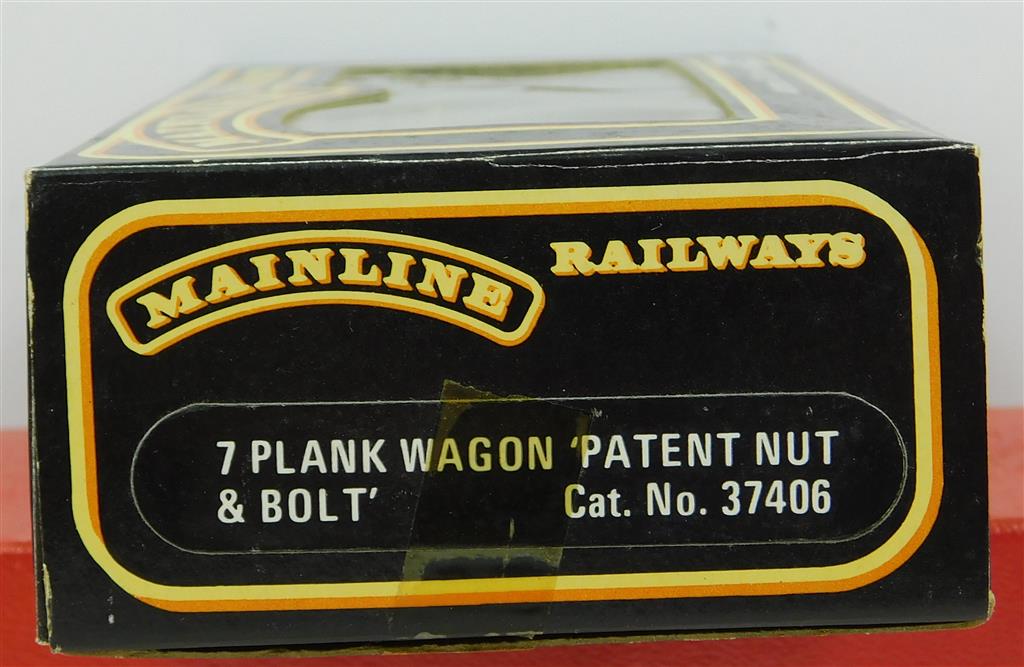 MAINLINE RAILWAYS
7 PLANK WAGON 'PATENT NUT
& BOLT' Cat. No. 37406